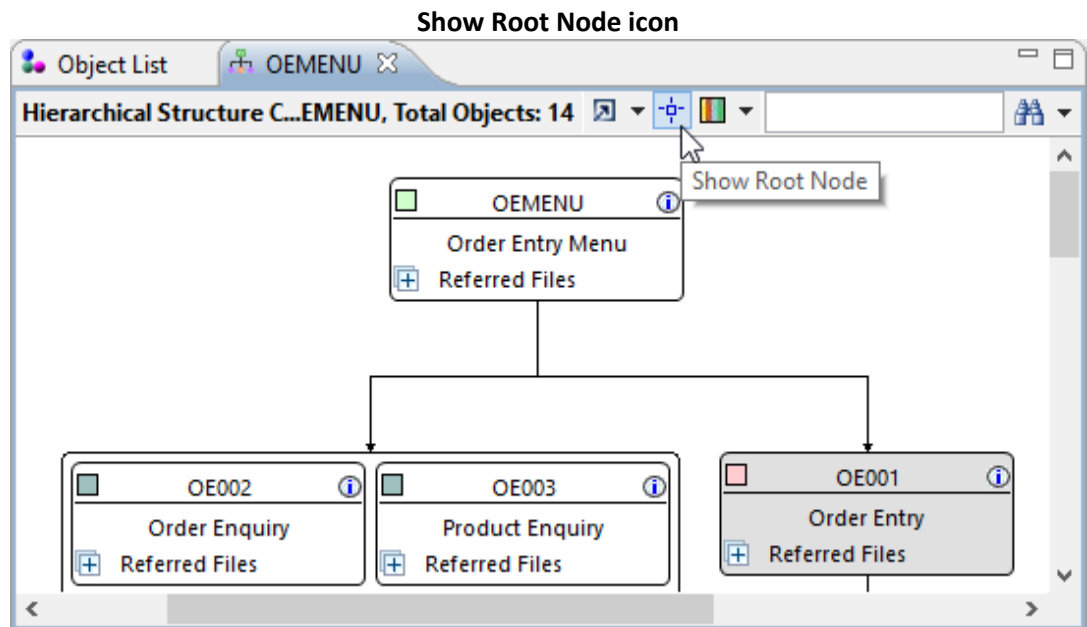 Show Root Node icon
Object List OEMENU
Hierarchical Structure C...EMENU, Total Objects: 14
Show Root Node
OEMENU
Order Entry Menu
Referred Files
OE002 OE003 OE001
Order Enquiry Product Enquiry Order Entry
Referred Files Referred Files Referred Files